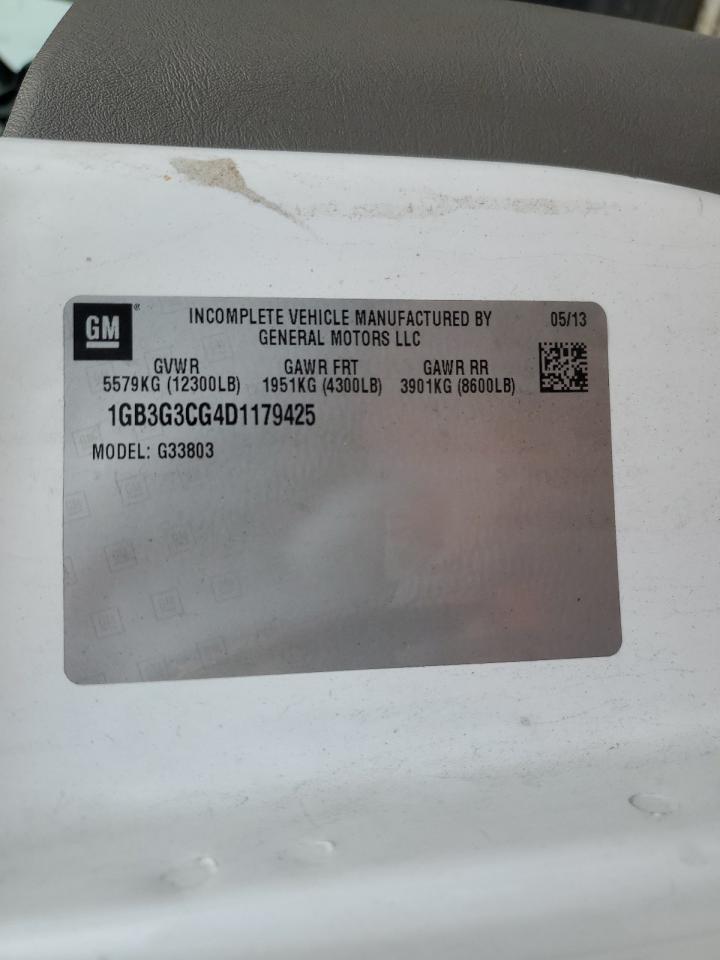 GM®
INCOMPLETE VEHICLE MANUFACTURED BY
GENERAL MOTORS LLC
05/13
GVWR GAWR FRT GAWR RR
5579KG (12300LB) 1951KG (4300LB) 3901KG (8600LB)
1GB3G3CG4D1179425
MODEL: G33803